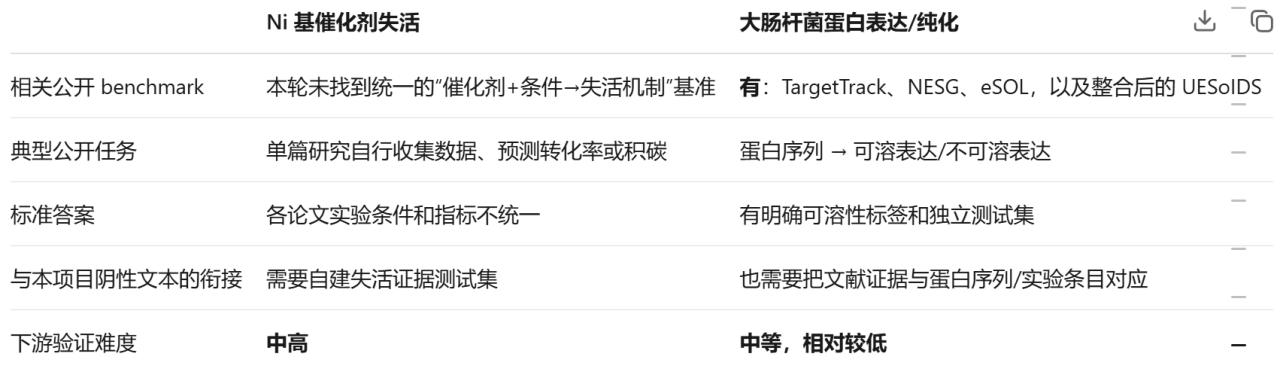 Ni 基催化剂失活 大肠杆菌蛋白表达/纯化
相关公开 benchmark 本轮未找到统一的“催化剂+条件→失活机制”基准 有：TargetTrack、NESG、eSOL，以及整合后的 UESolDS
典型公开任务 单篇研究自行收集数据、预测转化率或积碳 蛋白序列 → 可溶表达/不可溶表达
标准答案 各论文实验条件和指标不统一 有明确可溶性标签和独立测试集
与本项目阴性文本的衔接 需要自建失活证据测试集 也需要把文献证据与蛋白序列/实验条目对应
下游验证难度 中高 中等，相对较低